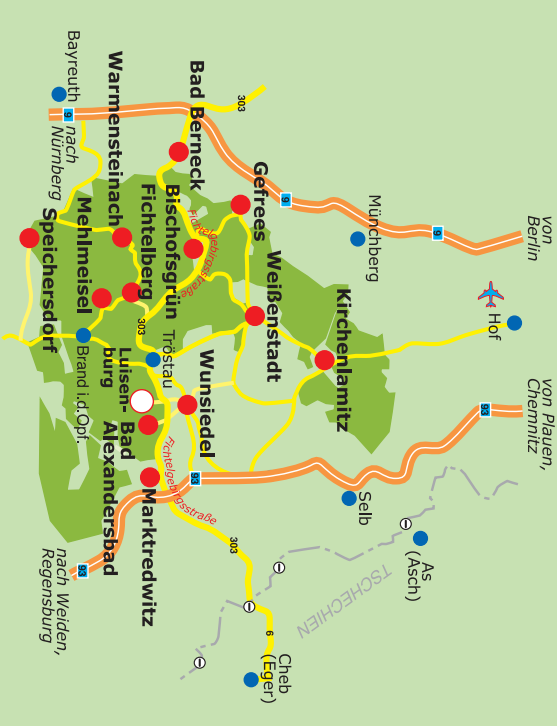 von
Berlin
Hof
von Plauen,
Chemnitz
9
Münchberg
93
9
Kirchenlamitz
Selb
As
(Asch)
303
Gefrees
Weißenstadt
TSCHECHIEN
Bad Berneck
Fichtelgebirgsstraße
Bischofsgrün
Tröstau
Wunsiedel
93
Fichtelgebirgsstraße
303
6
Cheb
(Eger)
Fichtelberg
303
Luisen-
burg
Bad
Alexandersbad
Marktredwitz
Warmensteinach
Mehlmeisel
Brand i.d.Opf.
Bayreuth
9
nach
Nürnberg
Speichersdorf
93
nach Weiden,
Regensburg